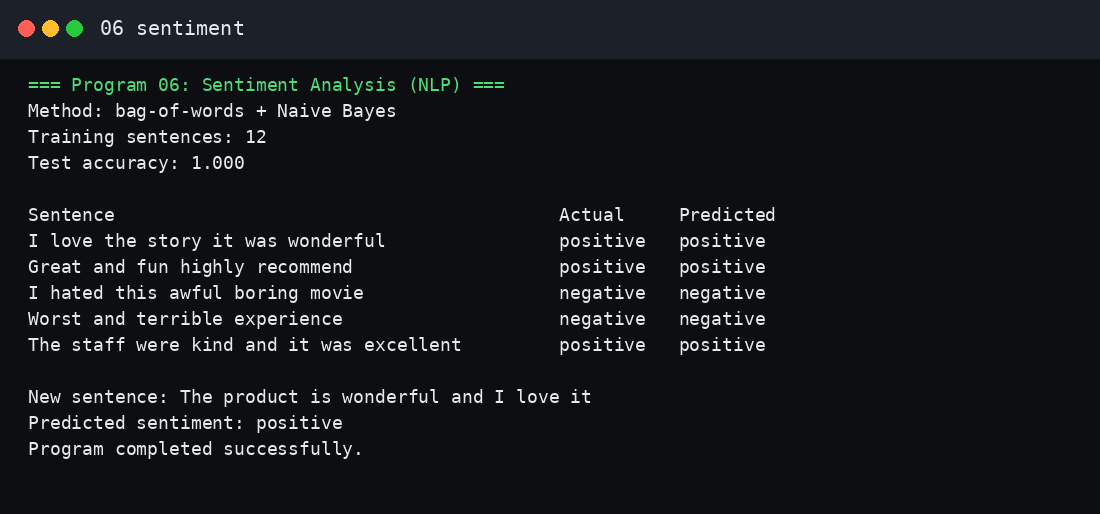 06 sentiment
=== Program 06: Sentiment Analysis (NLP) ===
Method: bag-of-words + Naive Bayes
Training sentences: 12
Test accuracy: 1.000
Sentence Actual Predicted
I love the story it was wonderful positive positive
Great and fun highly recommend positive positive
I hated this awful boring movie negative negative
Worst and terrible experience negative negative
The staff were kind and it was excellent positive positive
New sentence: The product is wonderful and I love it
Predicted sentiment: positive
Program completed successfully.